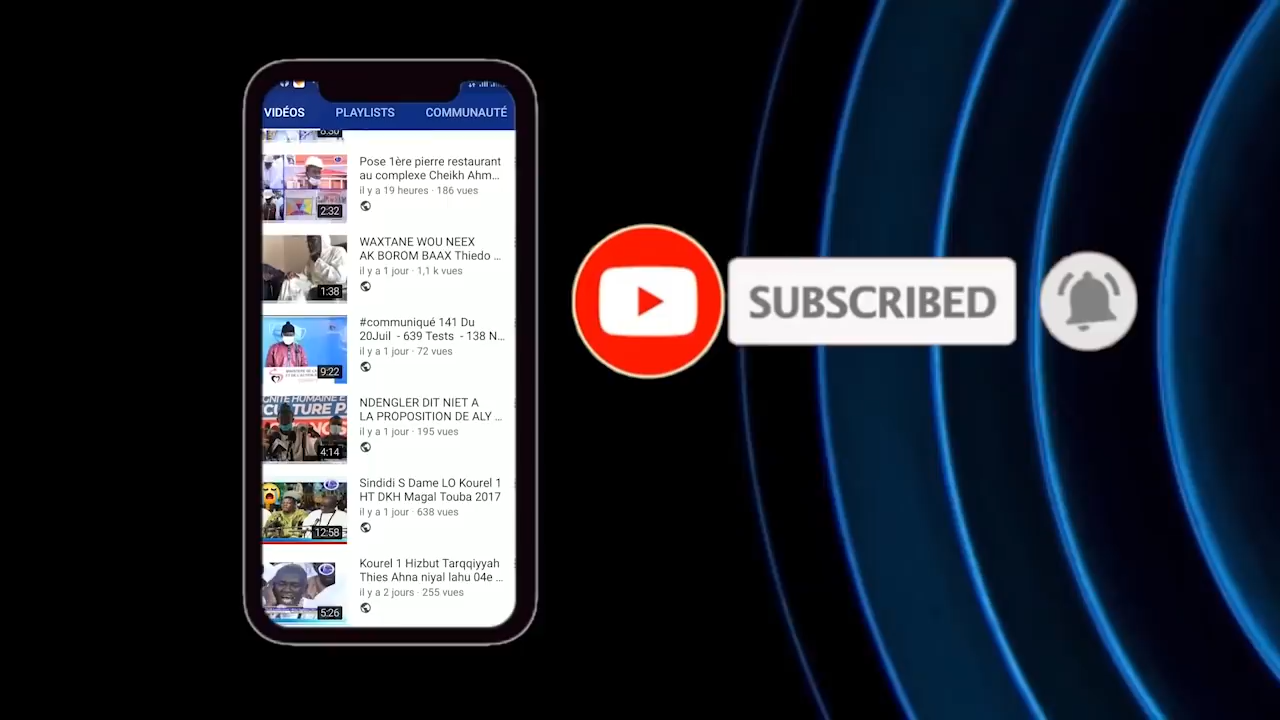 VIDÉOS PLAYLISTS COMMUNAUTÉ
6:30
Pose 1ère pierre restaurant
au complexe Cheikh Ahm...
il y a 19 heures · 186 vues
2:32
WAXTANE WOU NEEX
AK BOROM BAAX Thiedo ...
il y a 1 jour · 1,1 k vues
1:38
#communiqué 141 Du
20Juil - 639 Tests - 138 N...
il y a 1 jour · 72 vues
9:22
NDENGLER DIT NIET A
LA PROPOSITION DE ALY ...
il y a 1 jour · 195 vues
CULTURE
4:14
Sindidi S Dame LO Kourel 1
HT DKH Magal Touba 2017
il y a 1 jour · 638 vues
12:58
Kourel 1 Hizbut Tarqqiyyah
Thies Ahna niyal lahu 04e ...
il y a 2 jours · 255 vues
5:26
SUBSCRIBED